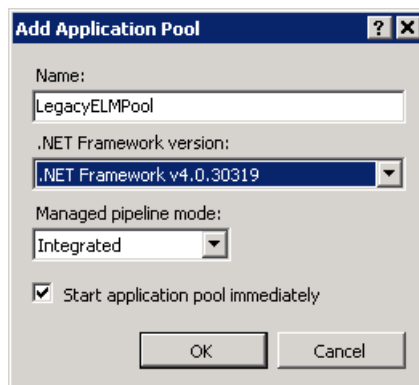 Add Application Pool
Name:
LegacyELMPool
.NET Framework version:
.NET Framework v4.0.30319
Managed pipeline mode:
Integrated
Start application pool immediately
OK Cancel